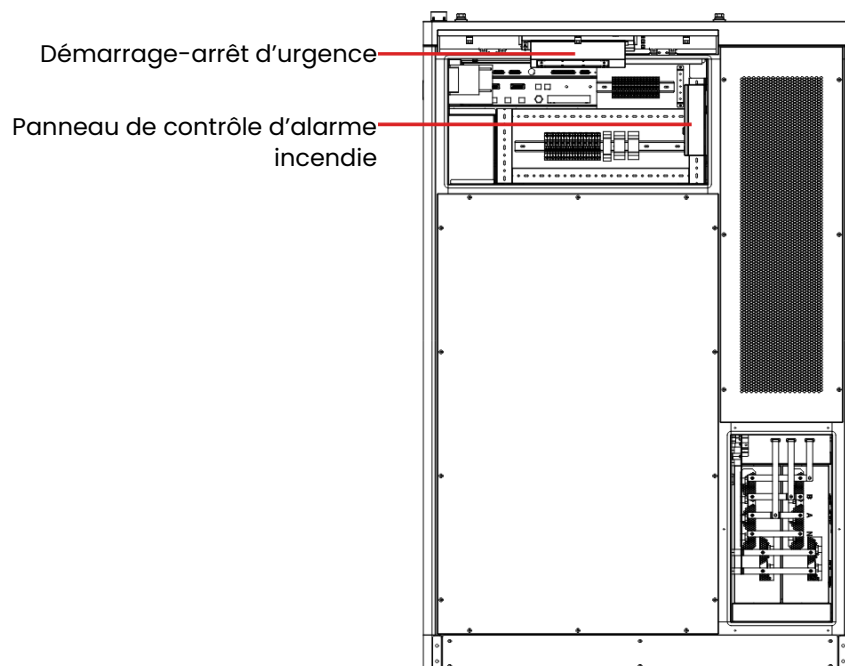 Démarrage-arrêt d’urgence
Panneau de contrôle d’alarme
incendie
B
A
N